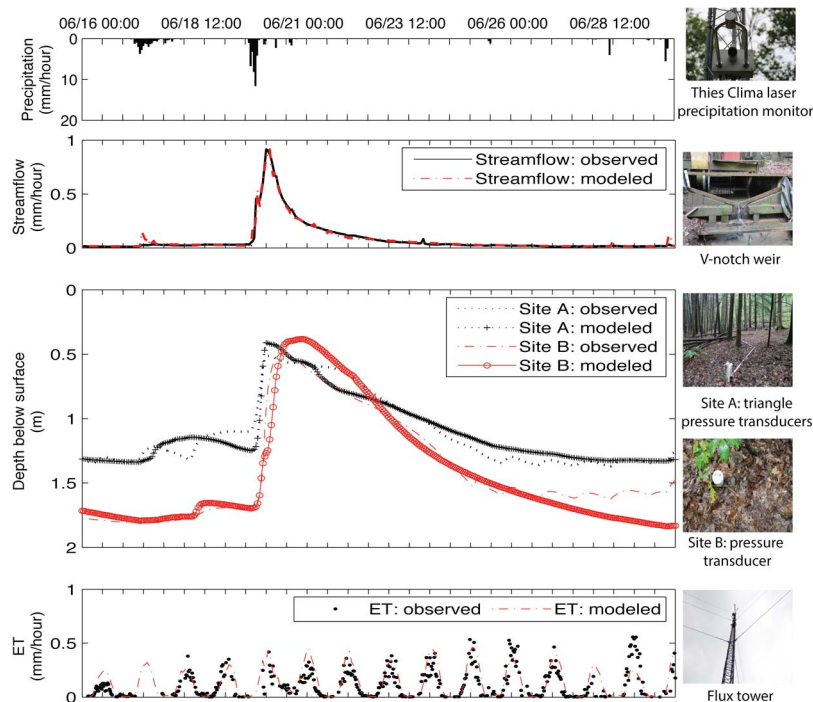 06/16 00:00 06/18 12:00 06/21 00:00 06/23 12:00 06/26 00:00 06/28 12:00
Precipitation
(mm/hour)
0
10
20
Thies Clima laser
precipitation monitor
Streamflow
(mm/hour)
1
0.5
0
Streamflow: observed
Streamflow: modeled
V-notch weir
Depth below surface
(m)
0
0.5
1
1.5
2
Site A: observed
Site A: modeled
Site B: observed
Site B: modeled
Site A: triangle
pressure transducers
Site B: pressure
transducer
ET
(mm/hour)
1
0.5
0
ET: observed ET: modeled
Flux tower